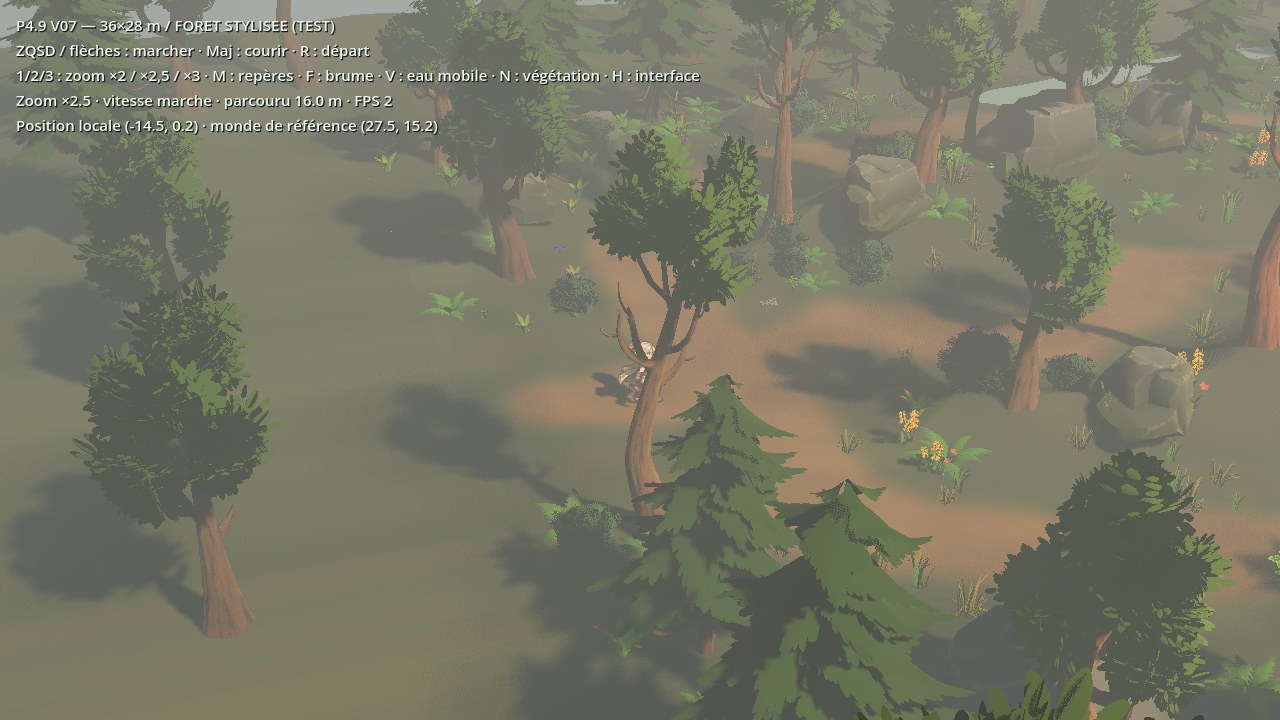 P4.9 V07 — 36×28 m / FORET STYLISEE (TEST)
ZQSD / flèches : marcher · Maj : courir · R : départ
1/2/3 : zoom ×2 / ×2,5 / ×3 · M : repères · F : brume · V : eau mobile · N : végétation · H : interface
Zoom ×2.5 · vitesse marche · parcouru 16.0 m · FPS 2
Position locale (-14.5, 0.2) · monde de référence (27.5, 15.2)